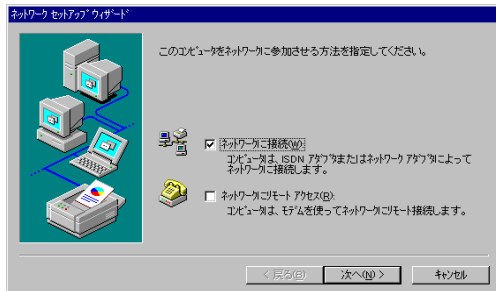 ネットワーク セットアップ ウィザード
このコンピュータをネットワークに参加させる方法を指定してください。
ネットワークに接続(W):
コンピュータは、ISDN アダプタまたはネットワーク アダプタによって
ネットワークに接続します。
ネットワークにリモート アクセス(R):
コンピュータは、モデムを使ってネットワークにリモート接続します。
< 戻る(B)
次へ(N) >
キャンセル